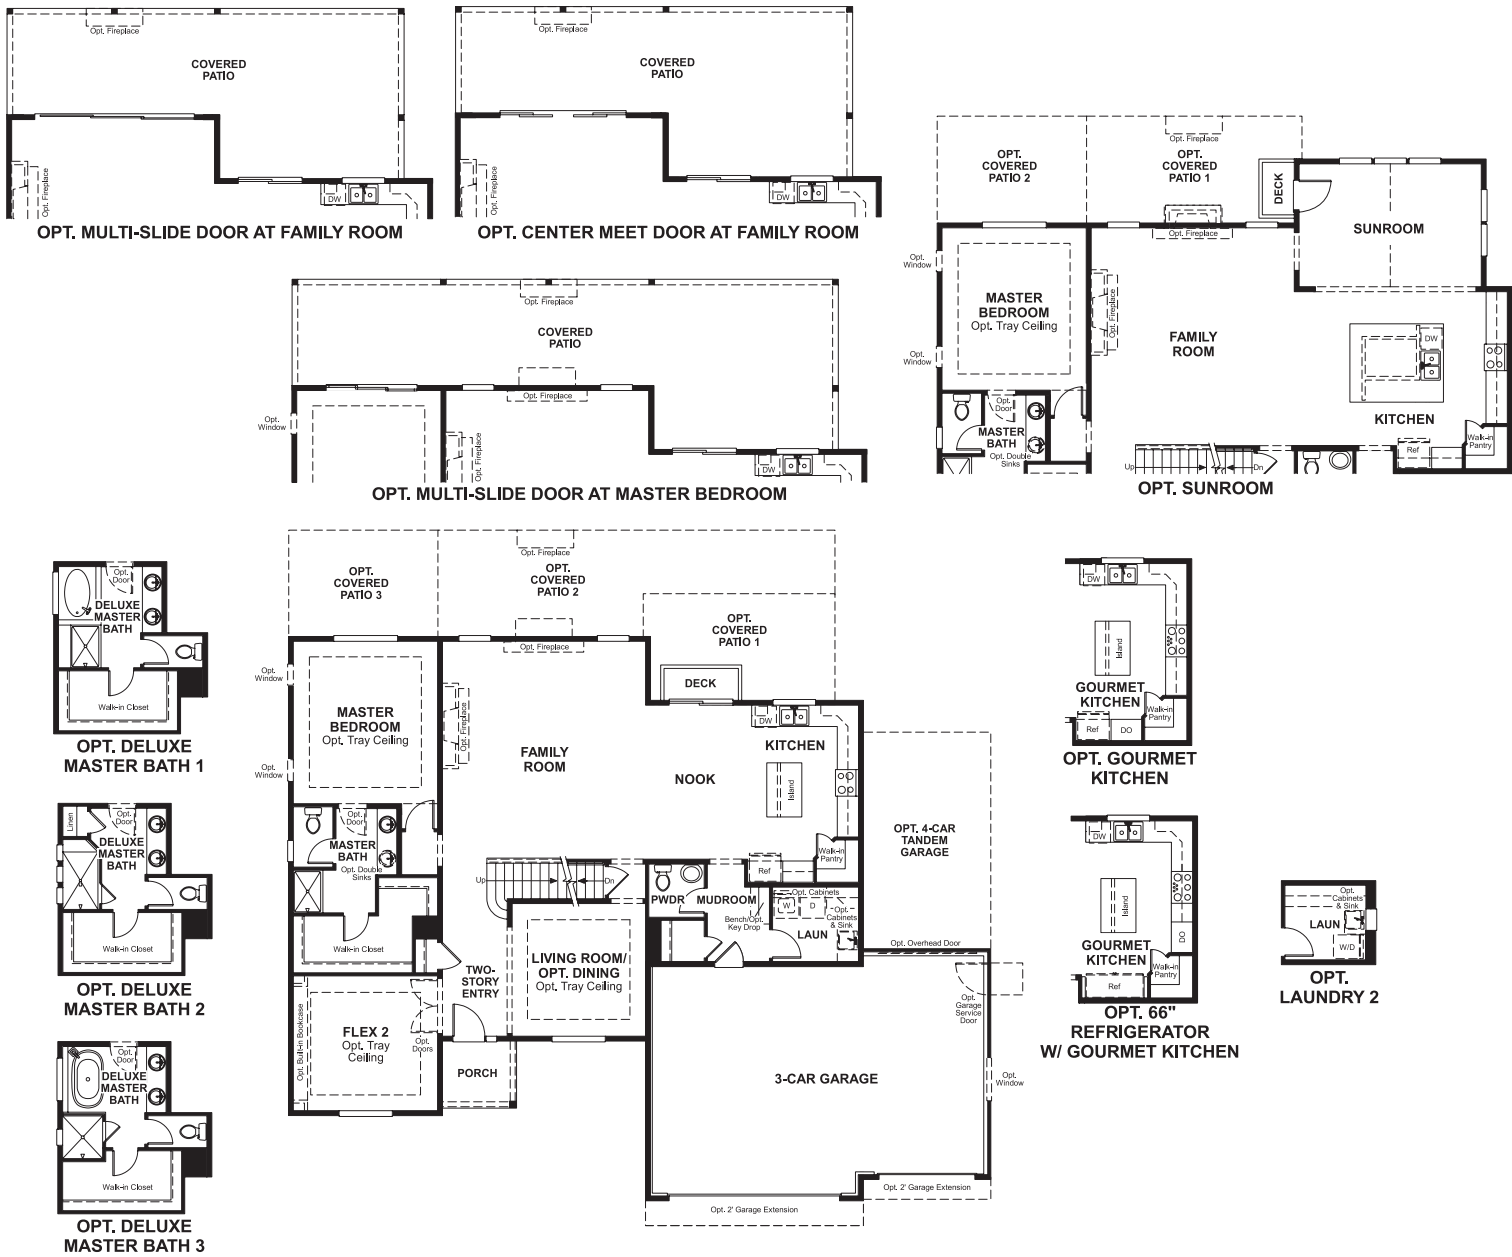 Opt. Fireplace
COVERED
PATIO
Opt. Fireplace
DW
OPT. MULTI-SLIDE DOOR AT FAMILY ROOM
Opt. Fireplace
COVERED
PATIO
Opt. Fireplace
DW
OPT. CENTER MEET DOOR AT FAMILY ROOM
Opt. Fireplace
COVERED
PATIO
Opt.
Window
Opt. Fireplace
Opt. Fireplace
DW
OPT. MULTI-SLIDE DOOR AT MASTER BEDROOM
OPT.
COVERED
PATIO 2
Opt. Fireplace
OPT.
COVERED
PATIO 1
DECK
SUNROOM
Opt. Fireplace
Opt.
Window
MASTER
BEDROOM
Opt. Tray Ceiling
Opt. Fireplace
Opt.
Window
FAMILY
ROOM
DW
KITCHEN
Opt.
Door
MASTER
BATH
Opt. Double
Sinks
Up
Dn
Ref
Walk-in
Pantry
OPT. SUNROOM
Opt.
Door
DELUXE
MASTER
BATH
Walk-in Closet
OPT. DELUXE
MASTER BATH 1
Linen
Opt.
Door
DELUXE
MASTER
BATH
Walk-in Closet
OPT. DELUXE
MASTER BATH 2
Opt.
Door
DELUXE
MASTER
BATH
Walk-in Closet
OPT. DELUXE
MASTER BATH 3
OPT.
COVERED
PATIO 3
Opt. Fireplace
OPT.
COVERED
PATIO 2
OPT.
COVERED
PATIO 1
Opt. Fireplace
Opt.
Window
DECK
MASTER
BEDROOM
Opt. Tray Ceiling
Opt. Fireplace
Opt.
Window
FAMILY
ROOM
NOOK
DW
KITCHEN
Island
OPT. 4-CAR
TANDEM
GARAGE
Opt.
Door
MASTER
BATH
Opt. Double
Sinks
Up
Dn
Ref
Walk-in
Pantry
PWDR
MUDROOM
Bench/Opt.
Key Drop
Opt. Cabinets
W
D
Opt.
Cabinets
& Sink
LAUN
Walk-in Closet
Opt. Overhead Door
TWO-
STORY
ENTRY
LIVING ROOM/
OPT. DINING
Opt. Tray Ceiling
Opt.
Garage
Service
Door
Opt. Built-in Bookcase
FLEX 2
Opt. Tray
Ceiling
Opt.
Doors
PORCH
3-CAR GARAGE
Opt.
Window
Opt. 2' Garage Extension
Opt. 2' Garage Extension
DW
Island
GOURMET
KITCHEN
Walk-in
Pantry
Ref
DO
OPT. GOURMET
KITCHEN
DW
Island
DO
GOURMET
KITCHEN
Walk-in
Pantry
Ref
OPT. 66"
REFRIGERATOR
W/ GOURMET KITCHEN
Opt.
Cabinets
& Sink
LAUN
W/D
OPT.
LAUNDRY 2